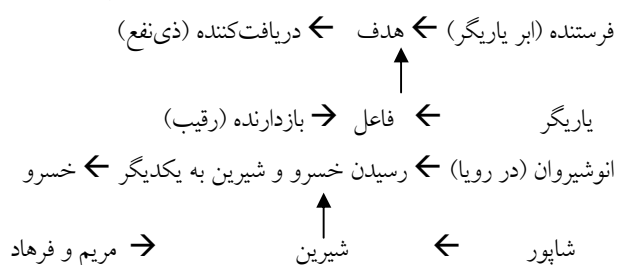 فرستنده (ابر یاریگر) ← هدف ← دریافت‌کننده (ذی‌نفع)
یاریگر ← فاعل → بازدارنده (رقیب)
انوشیروان (در رویا) ← رسیدن خسرو و شیرین به یکدیگر ← خسرو
شاپور ← شیرین → مریم و فرهاد